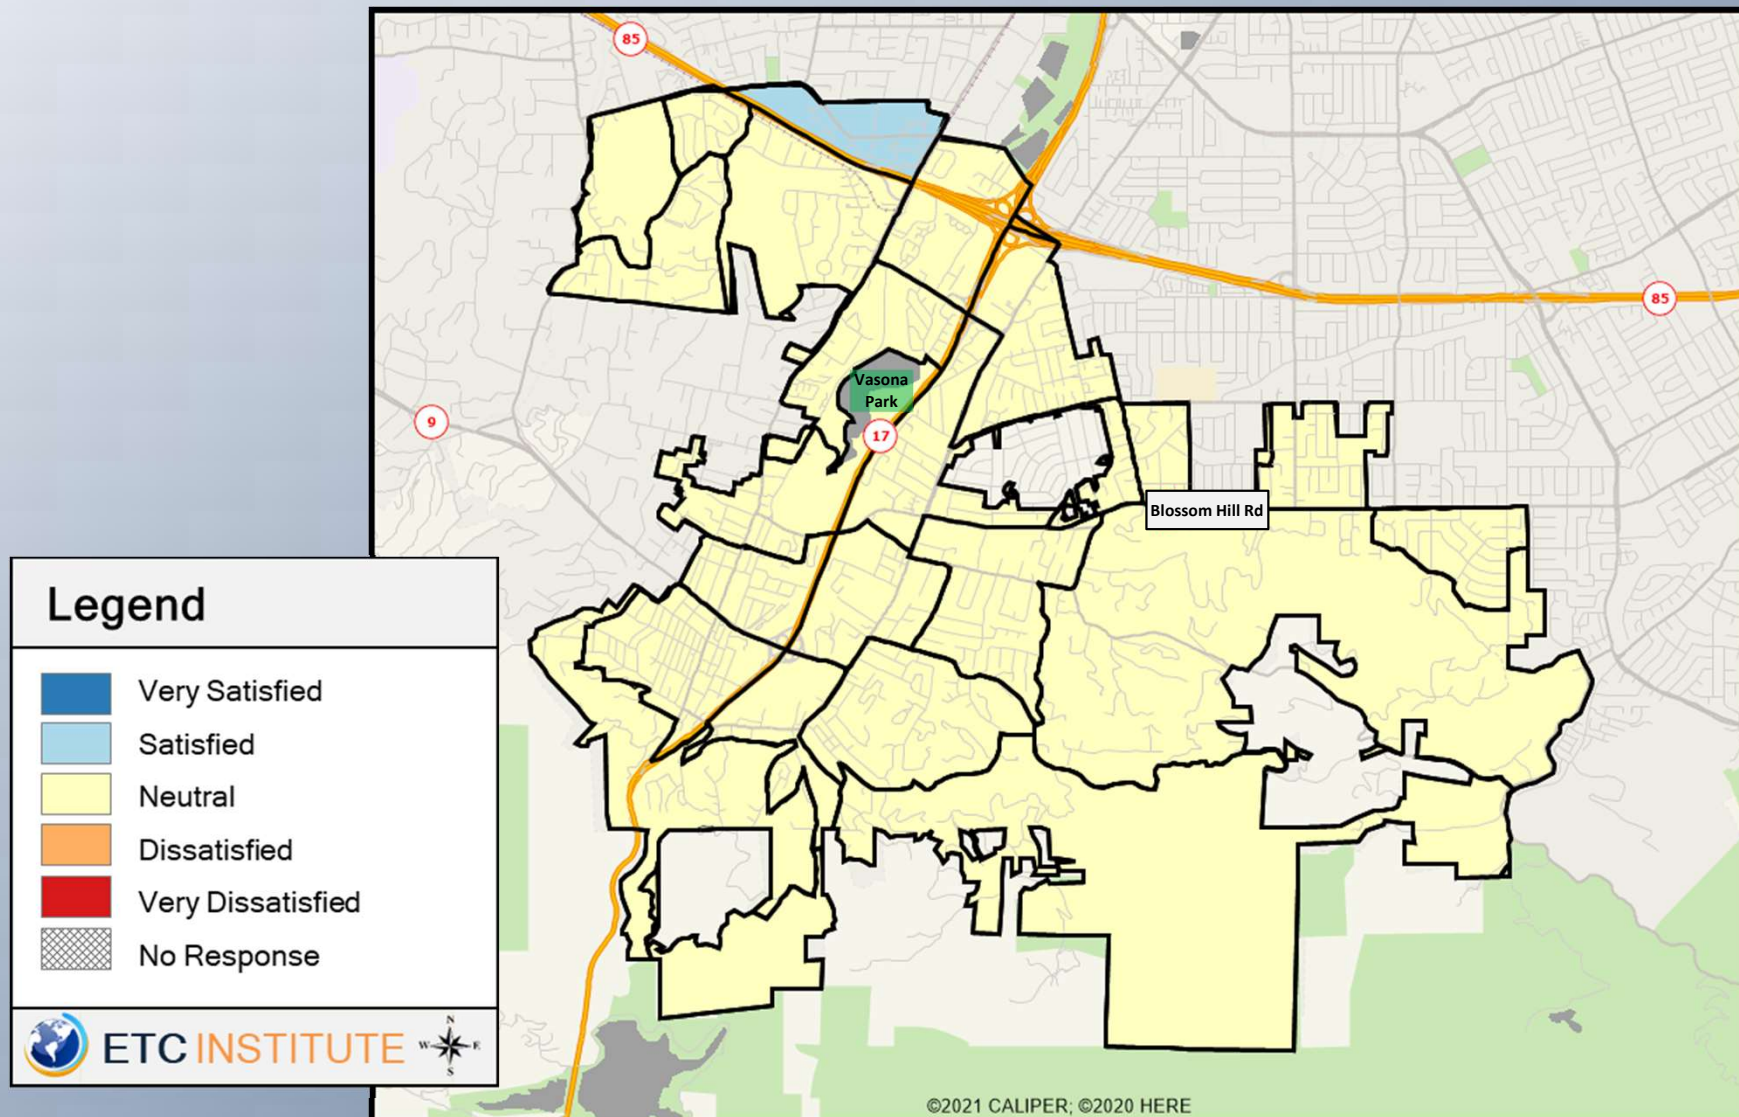 85
85
9
Vasona
Park
17
Blossom Hill Rd
Legend
Very Satisfied
Satisfied
Neutral
Dissatisfied
Very Dissatisfied
No Response
ETC INSTITUTE
N
W E
S
©2021 CALIPER; ©2020 HERE